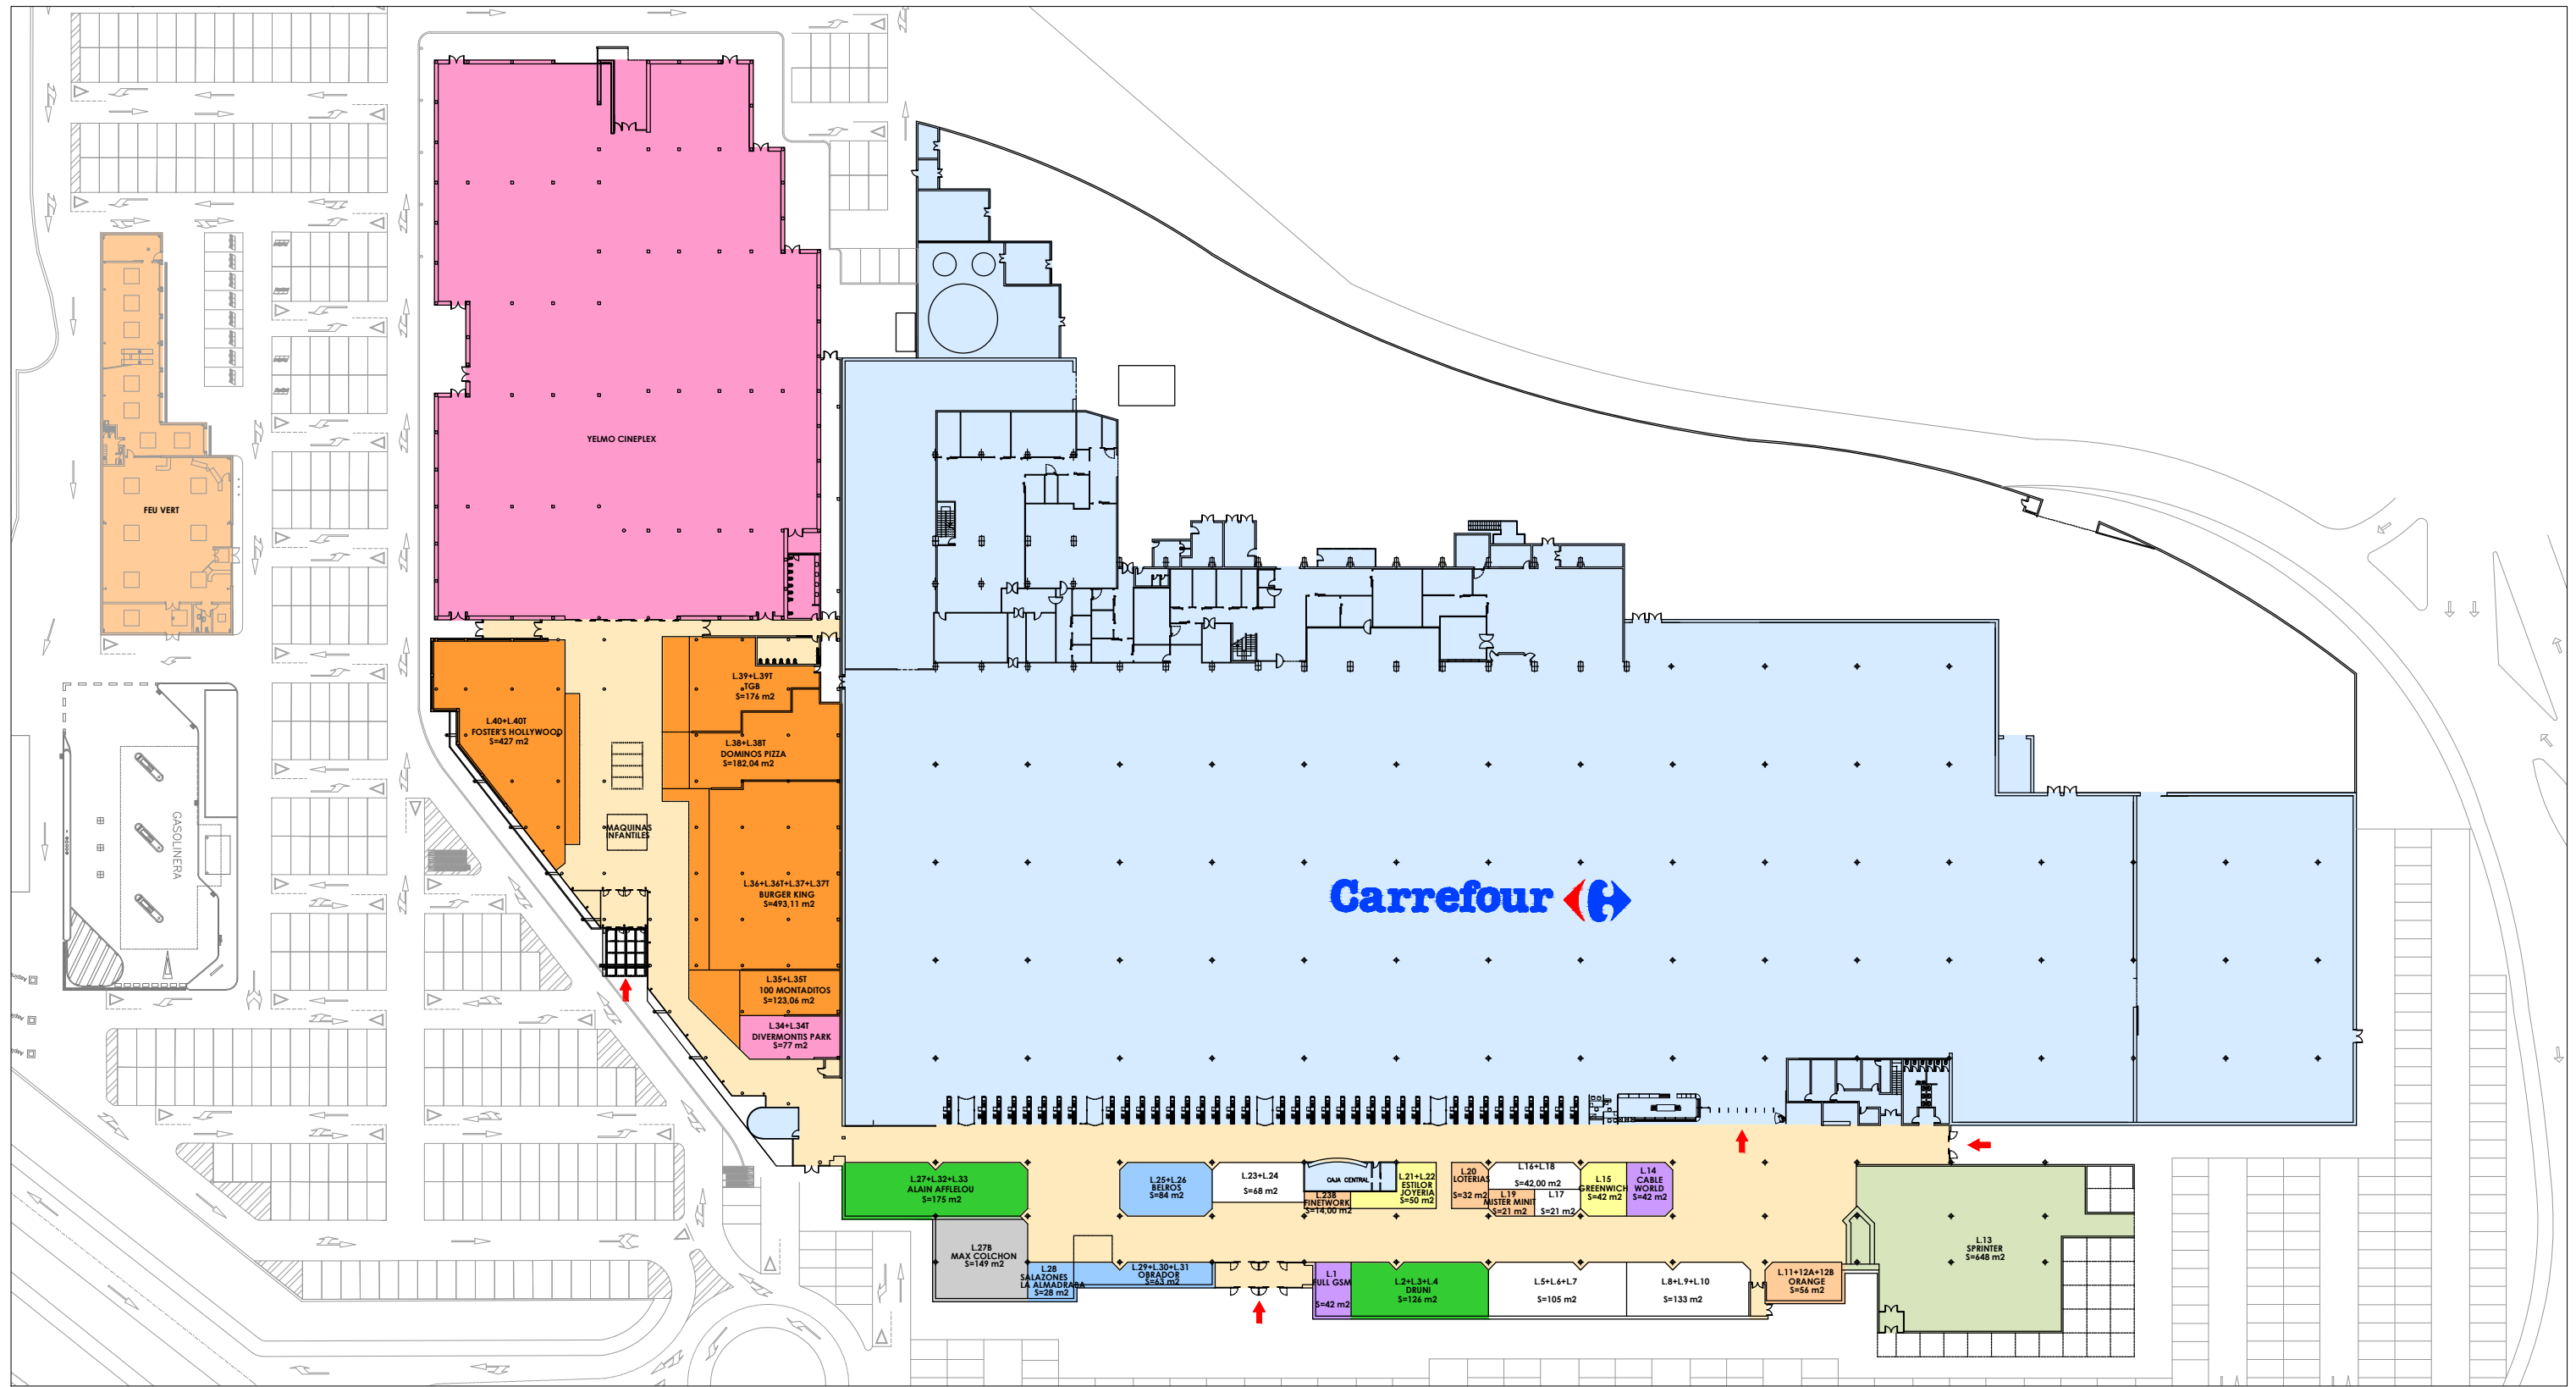 YELMO CINEPLEX
FEU VERT
GASOLINERA
L.39+L.39T
TGB
S=176 m2
L.40+L.40T
FOSTER'S HOLLYWOOD
S=427 m2
L.38+L.38T
DOMINOS PIZZA
S=182,04 m2
MAQUINAS
INFANTILES
L.36+L.36T+L.37+L.37T
BURGER KING
S=493,11 m2
Carrefour
L.35+L.35T
100 MONTADITOS
S=123,06 m2
L.34+L.34T
DIVERMONTIS PARK
S=77 m2
L.27+L.32+L.33
ALAIN AFFLELOU
S=175 m2
L.25+L.26
BELROS
S=84 m2
L.23+L.24
S=68 m2
CAJA CENTRAL
L.23B
FINETWORK
S=14,00 m2
L.21+L.22
ESTILOR
JOYERIA
S=50 m2
L.20
LOTERIAS
S=32 m2
L.16+L.18
S=42,00 m2
L.19
MISTER MINIT
S=21 m2
L.17
S=21 m2
L.15
GREENWICH
S=42 m2
L.14
CABLE
WORLD
S=42 m2
L.27B
MAX COLCHON
S=149 m2
L.28
SALAZONES
LA ALMADRABA
S=28 m2
L.29+L.30+L.31
OBRADOR
S=63 m2
L.1
FULL GSM
S=42 m2
L.2+L.3+L.4
DRUNI
S=126 m2
L.5+L.6+L.7
S=105 m2
L.8+L.9+L.10
S=133 m2
L.11+12A+12B
ORANGE
S=56 m2
L.13
SPRINTER
S=648 m2